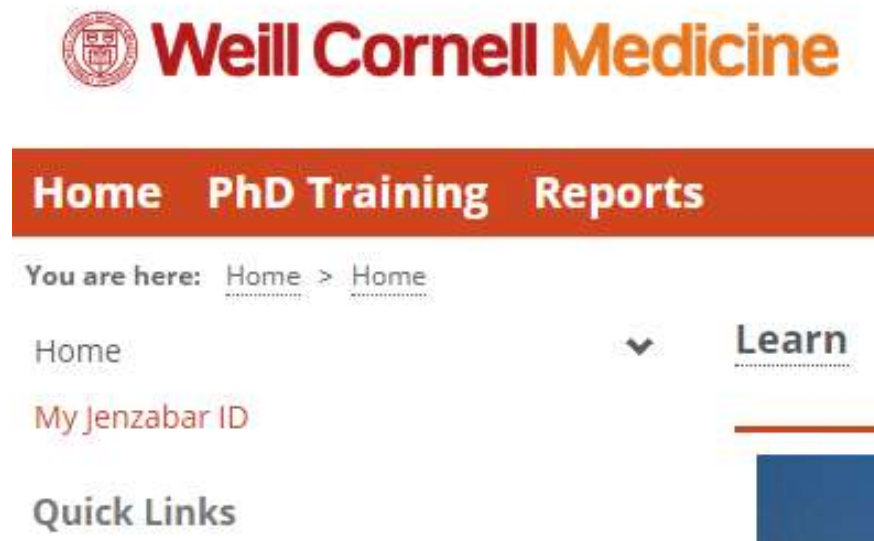 Weill Cornell Medicine
Home PhD Training Reports
You are here: Home > Home
Home
My Jenzabar ID
Quick Links
Learn